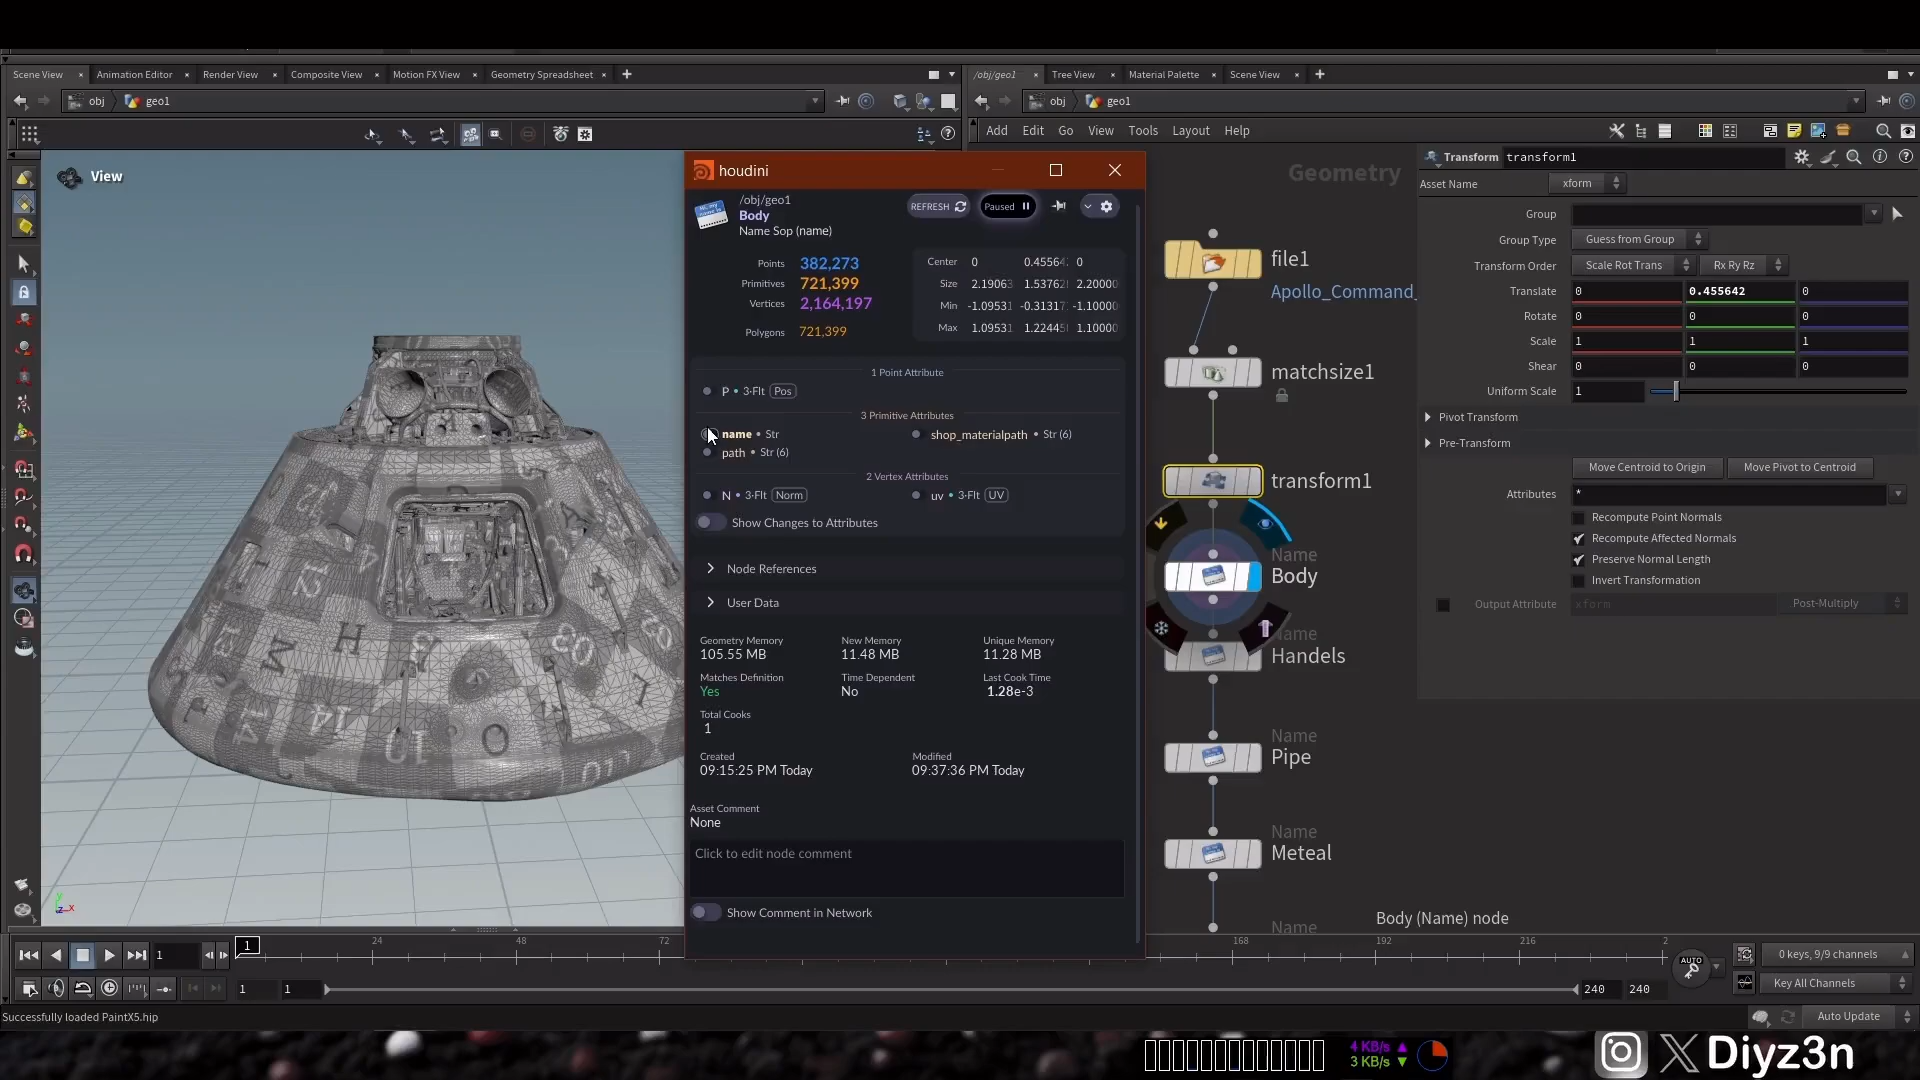 Scene View
Animation Editor
Render View
Composite View
Motion FX View
Geometry Spreadsheet
/obj/geo1
Tree View
Material Palette
Scene View
obj
geo1
obj
geo1
Add Edit Go View Tools Layout Help
View
houdini
/obj/geo1
Body
Name Sop (name)
REFRESH
Paused
Points 382,273
Primitives 721,399
Vertices 2,164,197
Polygons 721,399
Center 0 0.45564 0
Size 2.19063 1.53762 2.20000
Min -1.09531 -0.31317 -1.10000
Max 1.09531 1.22445 1.10000
1 Point Attribute
P • 3-Flt Pos
3 Primitive Attributes
name • Str
shop_materialpath • Str (6)
path • Str (6)
2 Vertex Attributes
N • 3-Flt Norm
uv • 3-Flt UV
Show Changes to Attributes
Node References
User Data
Geometry Memory
105.55 MB
New Memory
11.48 MB
Unique Memory
11.28 MB
Matches Definition
Yes
Time Dependent
No
Last Cook Time
1.28e-3
Total Cooks
1
Created
09:15:25 PM Today
Modified
09:37:36 PM Today
Asset Comment
None
Click to edit node comment
Show Comment in Network
Geometry
file1
Apollo_Command_
matchsize1
transform1
Name
Body
Name
Handels
Name
Pipe
Name
Meteal
Name
Body (Name) node
Transform transform1
Asset Name xform
Group
Group Type Guess from Group
Transform Order Scale Rot Trans Rx Ry Rz
Translate 0 0.455642 0
Rotate 0 0 0
Scale 1 1 1
Shear 0 0 0
Uniform Scale 1
Pivot Transform
Pre-Transform
Move Centroid to Origin
Move Pivot to Centroid
Attributes *
Recompute Point Normals
Recompute Affected Normals
Preserve Normal Length
Invert Transformation
Output Attribute xform Post-Multiply
1
1
24
48
72
168
192
216
2
AUTO
0 keys, 9/9 channels
1
1
240
240
Key All Channels
Successfully loaded PaintX5.hip
Auto Update
4 KB/s
3 KB/s
Diyz3n